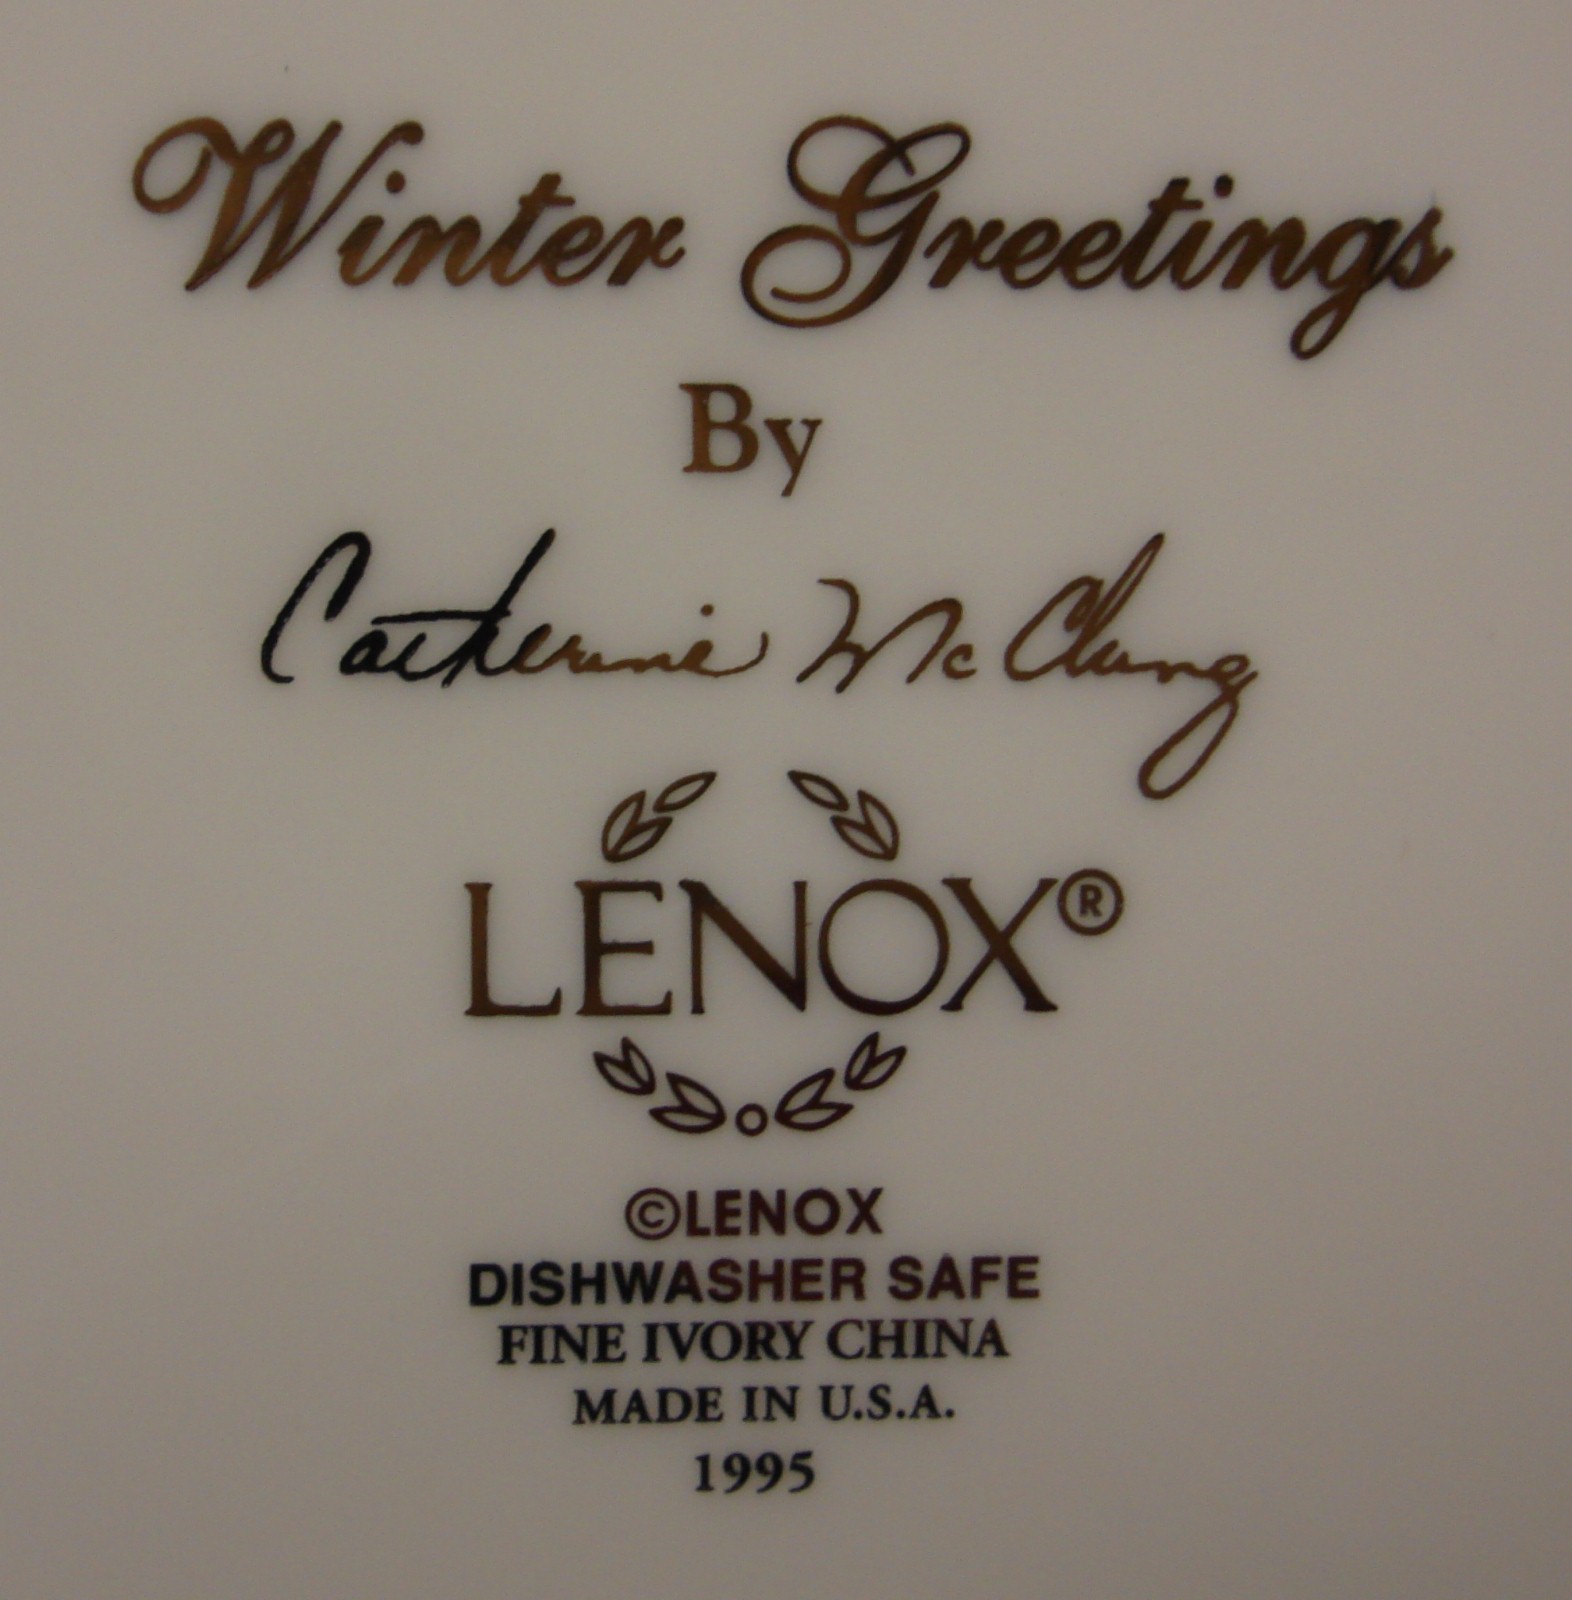 Winter Greetings
By
Catherine McClung
LENOX®
©LENOX
DISHWASHER SAFE
FINE IVORY CHINA
MADE IN U.S.A.
1995